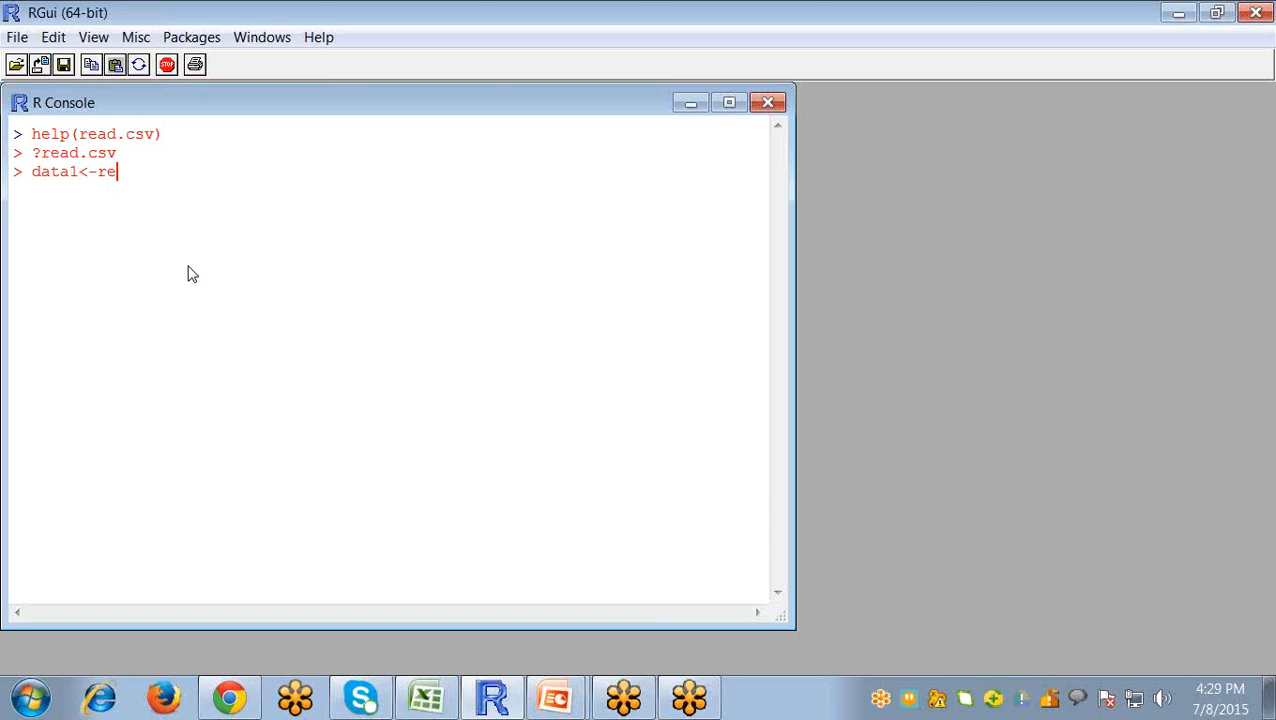 RGui (64-bit)
File Edit View Misc Packages Windows Help
STOP
R Console
> help(read.csv)
> ?read.csv
> data1<-re
4:29 PM
7/8/2015